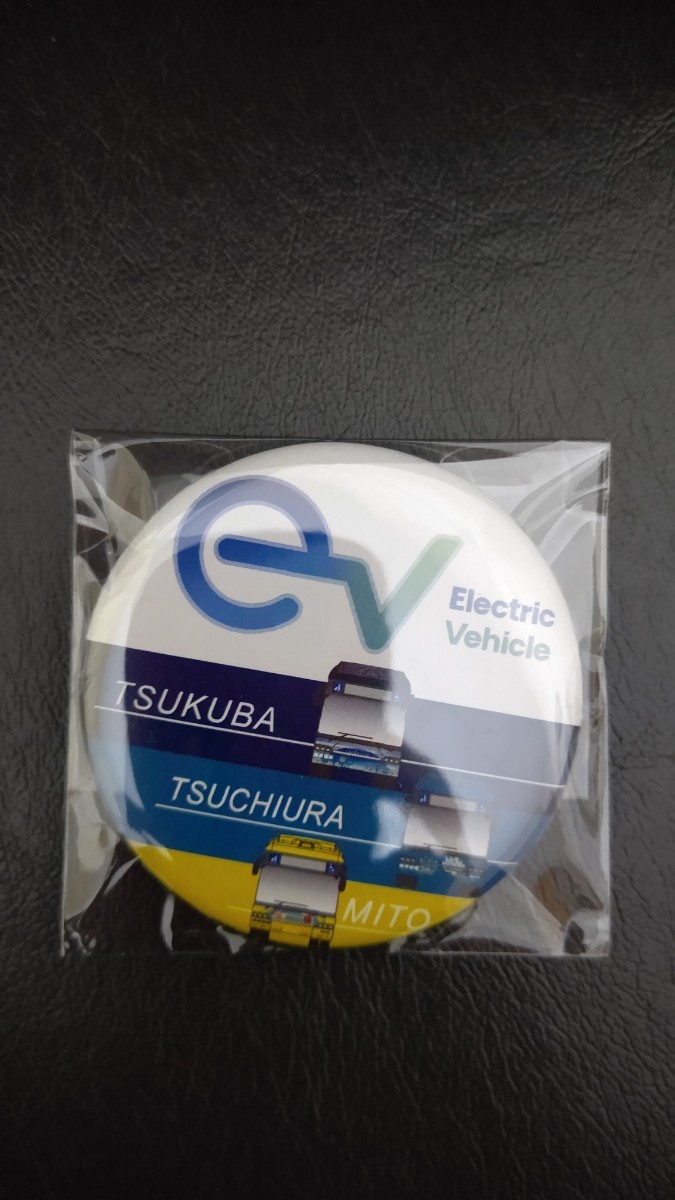 ev
Electric
Vehicle
TSUKUBA
TSUCHIURA
MITO